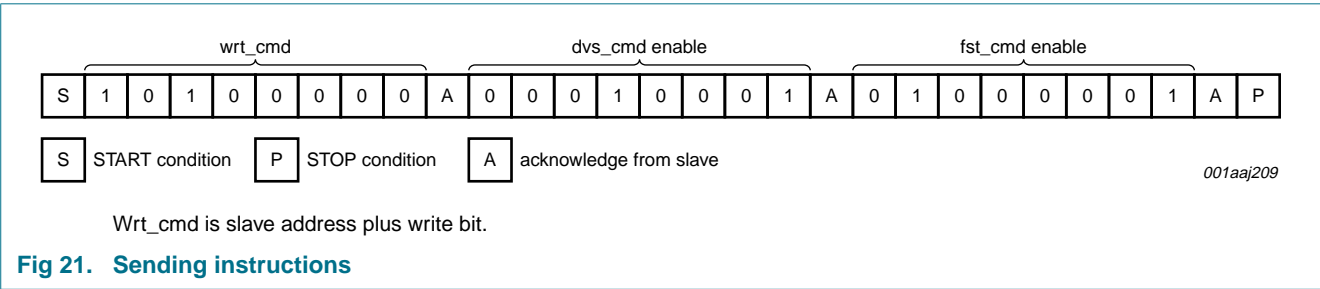 wrt_cmd dvs_cmd enable fst_cmd enable
S 1 0 1 0 0 0 0 0 A 0 0 0 1 0 0 0 1 A 0 1 0 0 0 0 0 1 A P
S START condition P STOP condition A acknowledge from slave
001aaj209
Wrt_cmd is slave address plus write bit.
Fig 21. Sending instructions